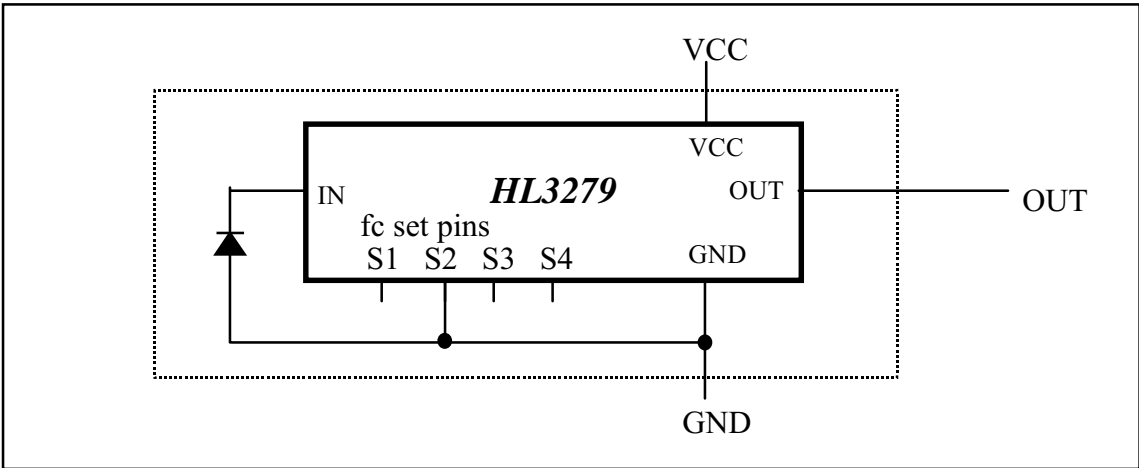 VCC
VCC
IN
HL3279
OUT
OUT
fc set pins
S1 S2 S3 S4
GND
GND